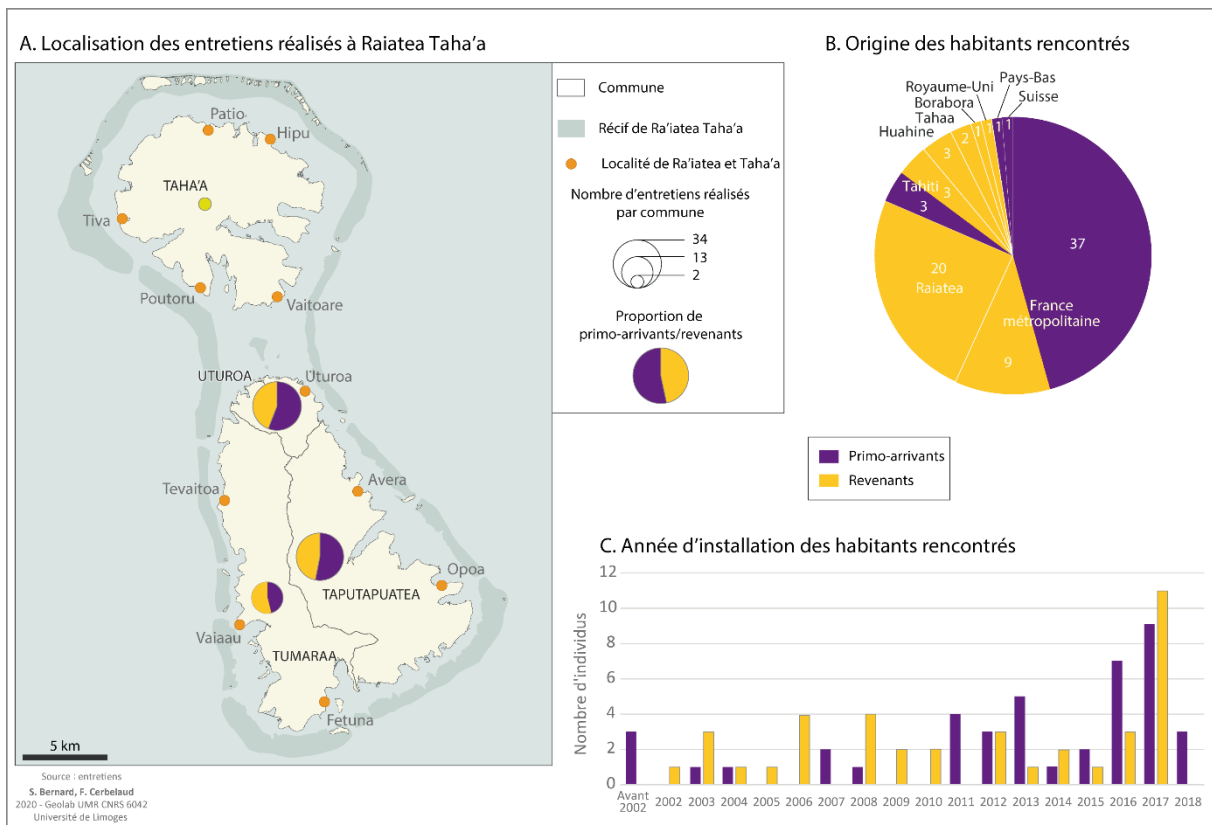 A. Localisation des entretiens réalisés à Raiatea Taha'a
Patio
Hipu
TAHA'A
Tiva
Poutoru
Vaitoare
UTUROA
Uturoa
Tevaitoa
Avera
Opoa
TAPUTAPUATEA
Vaiaau
TUMARAA
Fetuna
5 km
Source : entretiens
S. Bernard, F. Cerbelaud
2020 - Geolab UMR CNRS 6042
Université de Limoges
Commune
Récif de Ra'iatea Taha'a
Localité de Ra'iatea et Taha'a
Nombre d'entretiens réalisés
par commune
34
13
2
Proportion de
primo-arrivants/revenants
B. Origine des habitants rencontrés
Pays-Bas
Royaume-Uni
Suisse
Borabora
Tahaa
Huahine
1
1
1
1
2
3
3
Tahiti
3
37
20
Raiatea
France
métropolitaine
9
Primo-arrivants
Revenants
C. Année d'installation des habitants rencontrés
Nombre d'individus
12
10
8
6
4
2
0
Avant
2002
2002
2003
2004
2005
2006
2007
2008
2009
2010
2011
2012
2013
2014
2015
2016
2017
2018